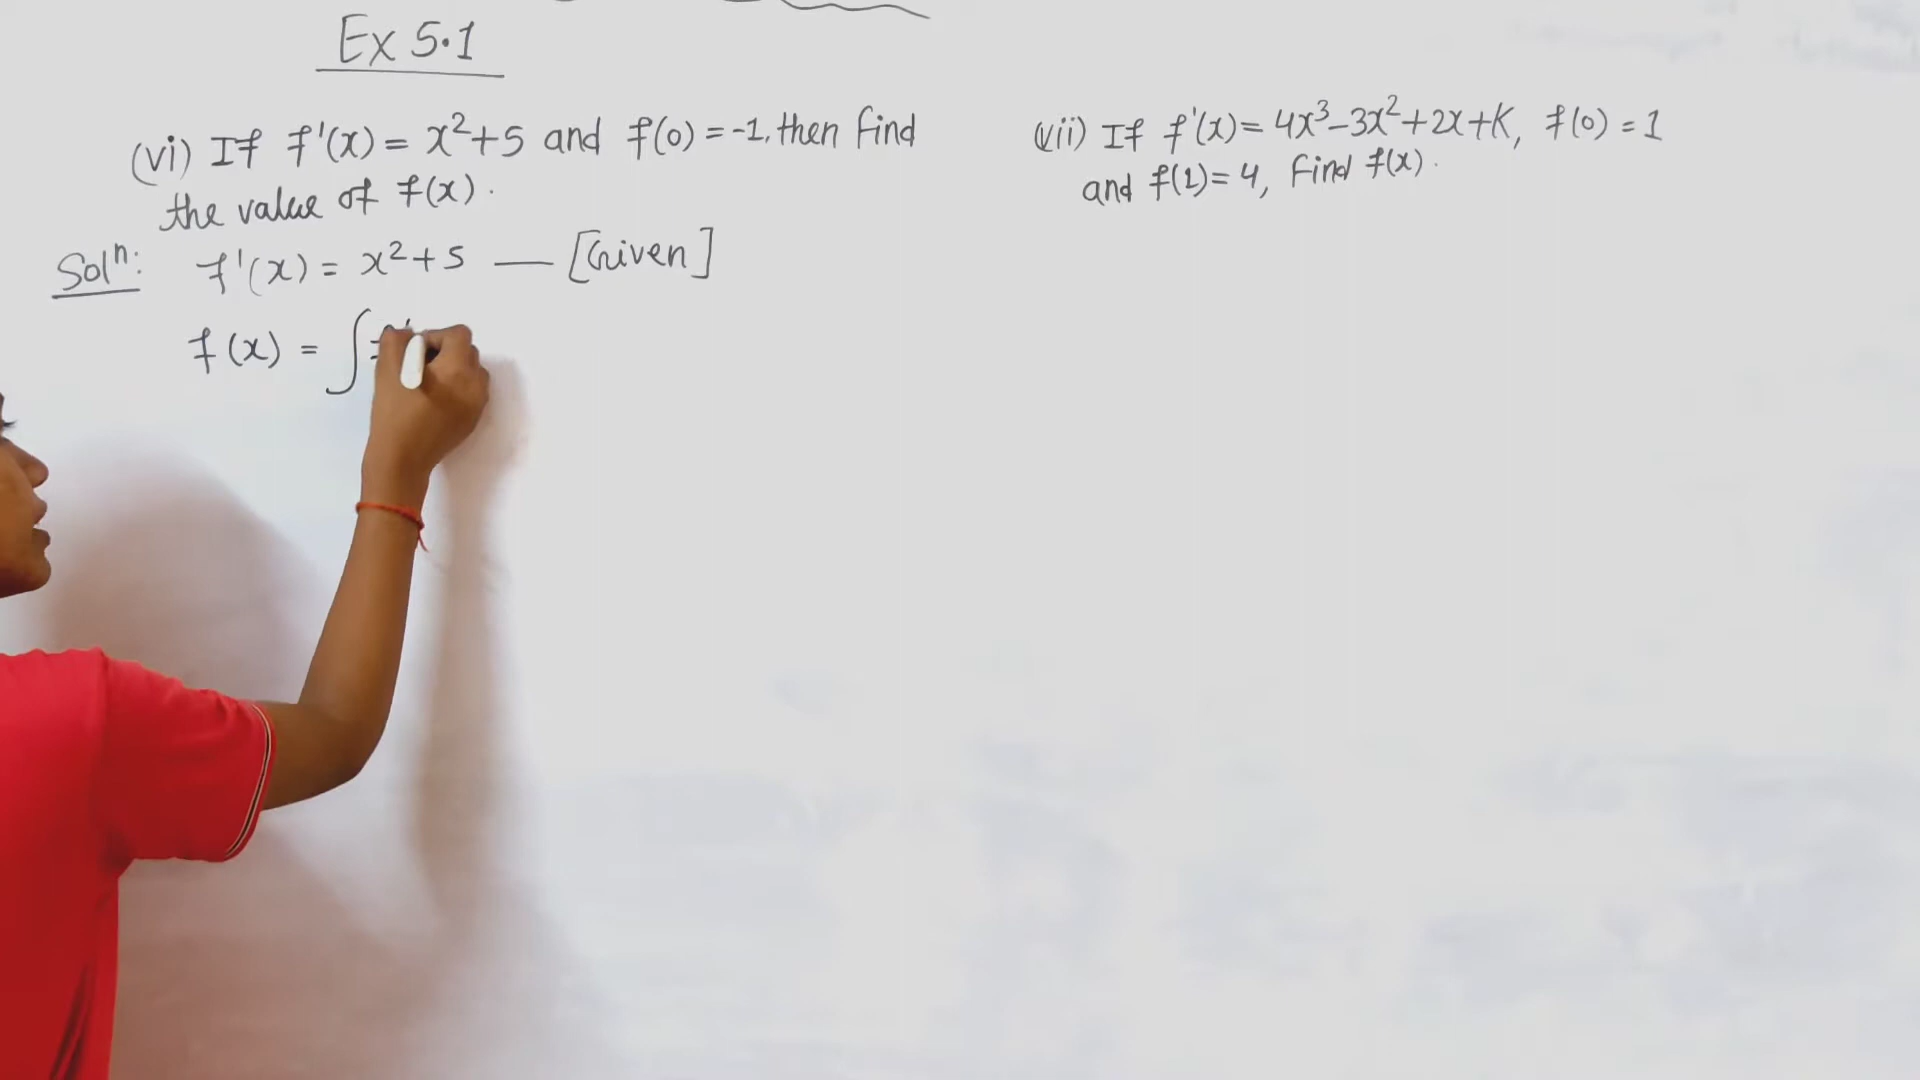 Ex 5.1
(vi) If f'(x) = x²+5 and f(0) = -1, then find
the value of f(x).
Solⁿ: f'(x) = x²+5 — [Given]
f(x) = ∫
(vii) If f'(x) = 4x³-3x²+2x+K, f(0) = 1
and f(1) = 4, find f(x).